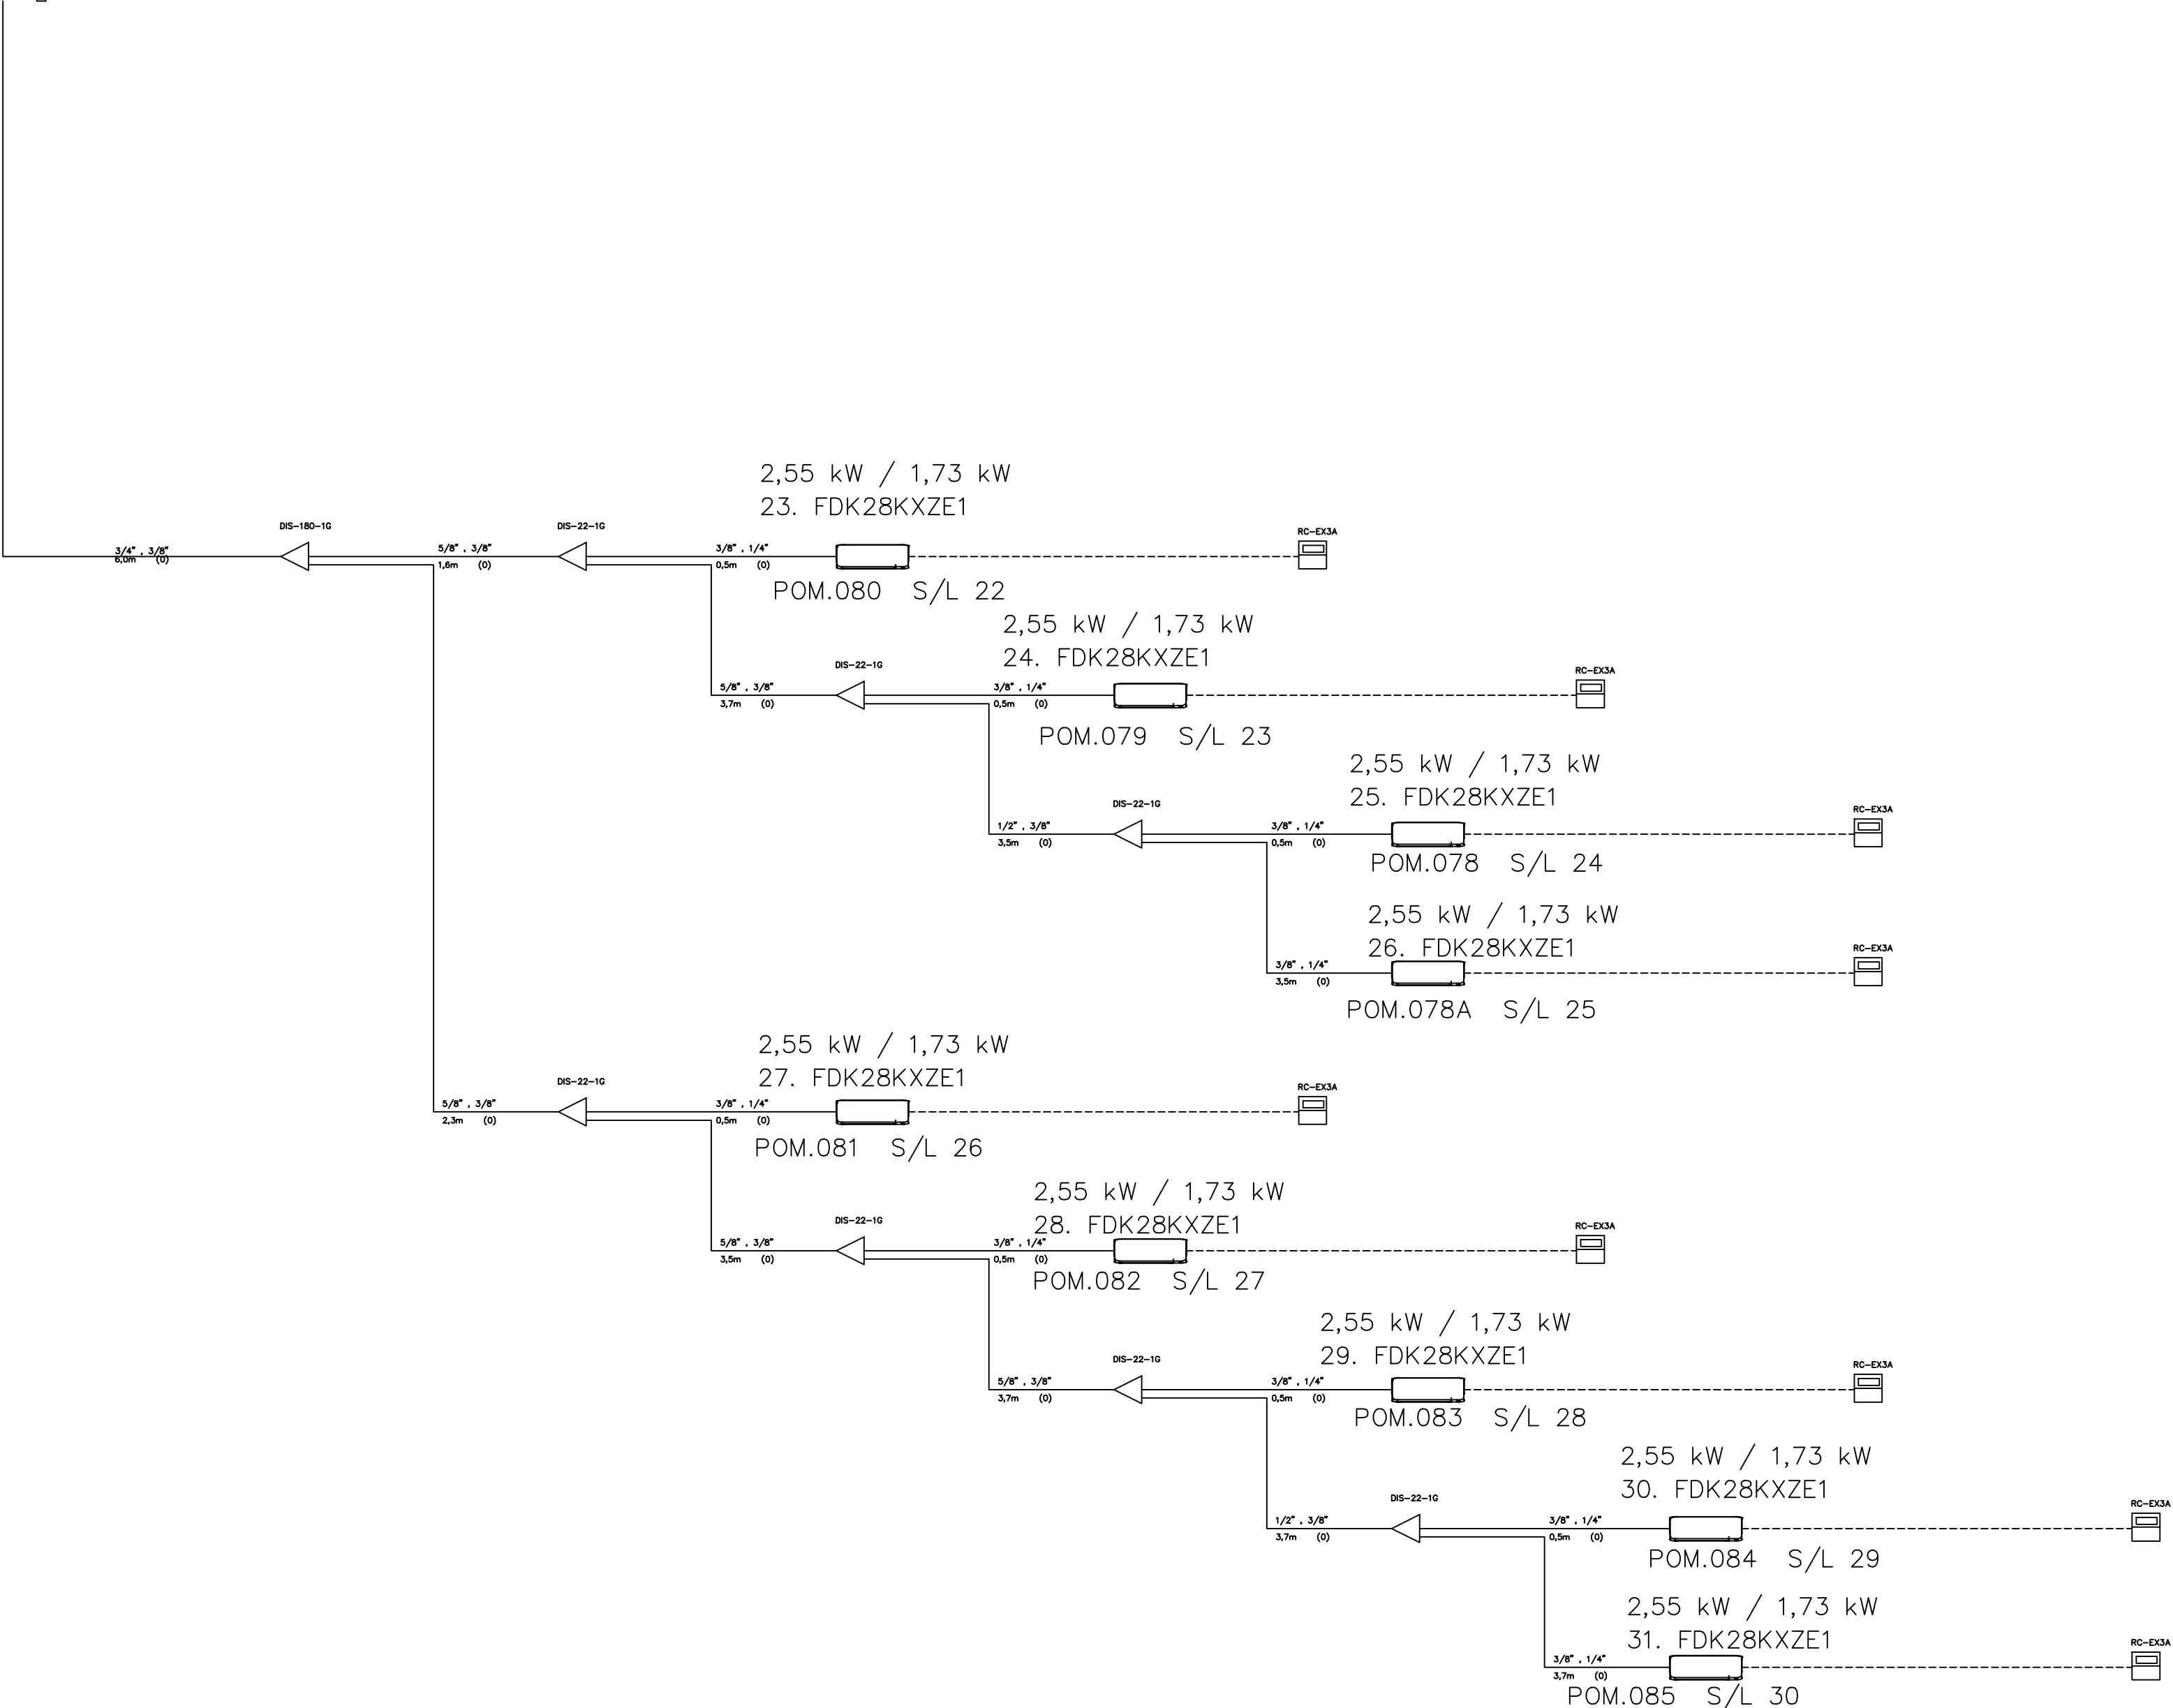 2,55 kW / 1,73 kW
23. FDK28KXZE1
DIS-180-1G
DIS-22-1G
RC-EX3A
3/4" , 3/8"
6,0m (0)
5/8" , 3/8"
1,6m (0)
3/8" , 1/4"
0,5m (0)
POM.080 S/L 22
2,55 kW / 1,73 kW
24. FDK28KXZE1
DIS-22-1G
RC-EX3A
5/8" , 3/8"
3,7m (0)
3/8" , 1/4"
0,5m (0)
POM.079 S/L 23
2,55 kW / 1,73 kW
25. FDK28KXZE1
DIS-22-1G
RC-EX3A
1/2" , 3/8"
3,5m (0)
3/8" , 1/4"
0,5m (0)
POM.078 S/L 24
2,55 kW / 1,73 kW
26. FDK28KXZE1
RC-EX3A
3/8" , 1/4"
3,5m (0)
POM.078A S/L 25
2,55 kW / 1,73 kW
27. FDK28KXZE1
DIS-22-1G
RC-EX3A
5/8" , 3/8"
2,3m (0)
3/8" , 1/4"
0,5m (0)
POM.081 S/L 26
2,55 kW / 1,73 kW
28. FDK28KXZE1
DIS-22-1G
RC-EX3A
5/8" , 3/8"
3,5m (0)
3/8" , 1/4"
0,5m (0)
POM.082 S/L 27
2,55 kW / 1,73 kW
29. FDK28KXZE1
DIS-22-1G
RC-EX3A
5/8" , 3/8"
3,7m (0)
3/8" , 1/4"
0,5m (0)
POM.083 S/L 28
2,55 kW / 1,73 kW
30. FDK28KXZE1
DIS-22-1G
RC-EX3A
1/2" , 3/8"
3,7m (0)
3/8" , 1/4"
0,5m (0)
POM.084 S/L 29
2,55 kW / 1,73 kW
31. FDK28KXZE1
RC-EX3A
3/8" , 1/4"
3,7m (0)
POM.085 S/L 30